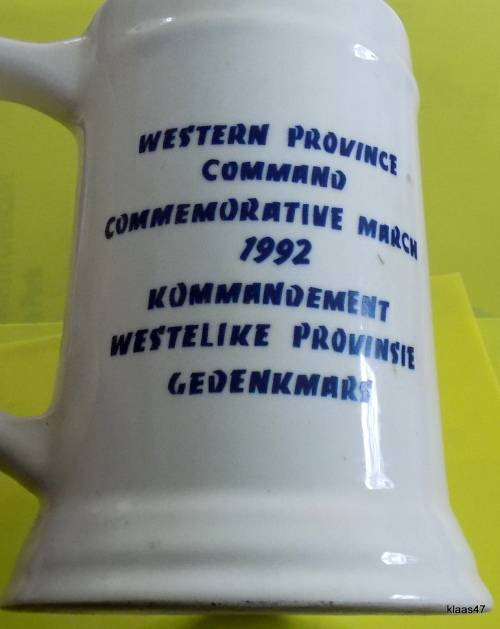 WESTERN PROVINCE
COMMAND
COMMEMORATIVE MARCH
1992
KOMMANDEMENT
WESTELIKE PROVINSIE
GEDENKMARS
klaas47